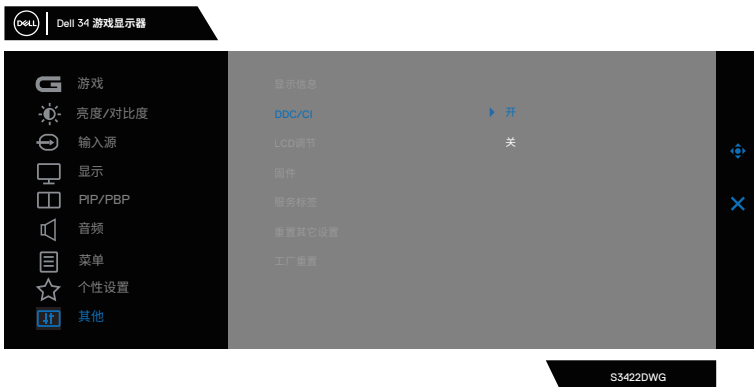 DELL
Dell 34 游戏显示器
游戏
亮度/对比度
输入源
显示
PIP/PBP
音频
菜单
个性设置
其他
显示信息
DDC/CI
开
LCD调节
关
固件
服务标签
重置其它设置
工厂重置
S3422DWG